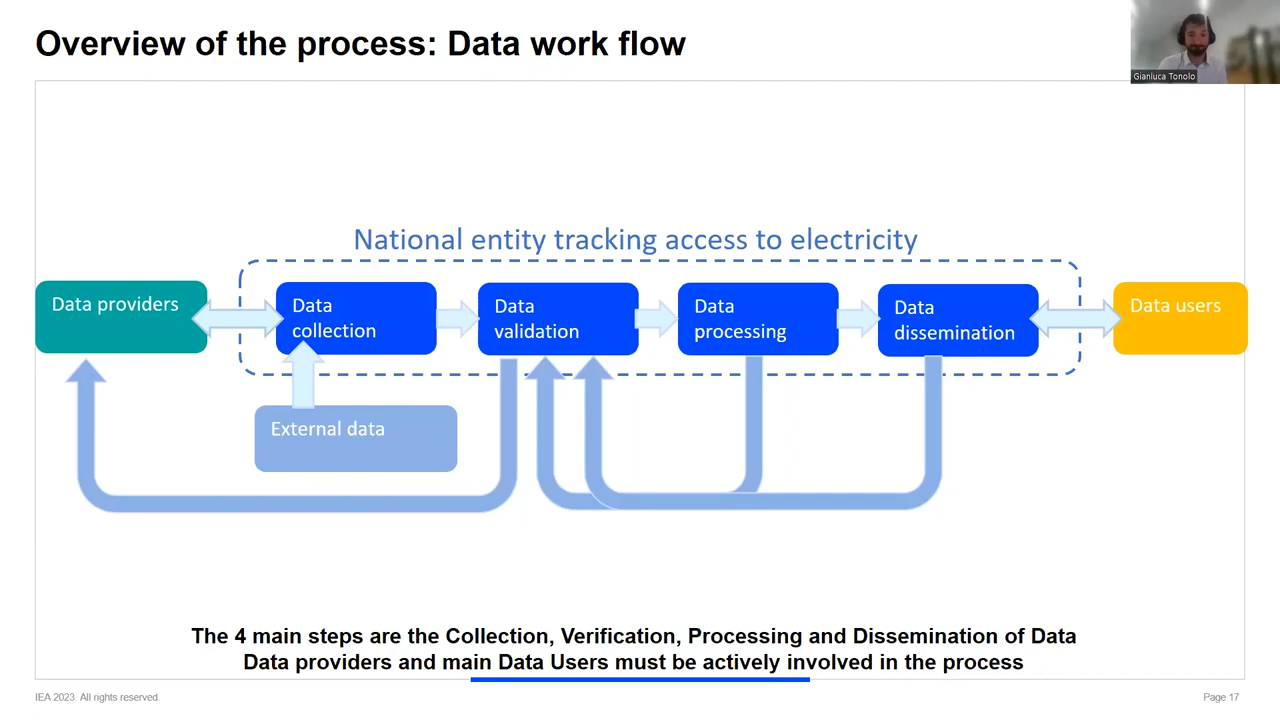 Overview of the process: Data work flow
Gianluca Tonolo
National entity tracking access to electricity
Data providers
Data
collection
Data
validation
Data
processing
Data
dissemination
Data users
External data
The 4 main steps are the Collection, Verification, Processing and Dissemination of Data
Data providers and main Data Users must be actively involved in the process
IEA 2023. All rights reserved.
Page 17